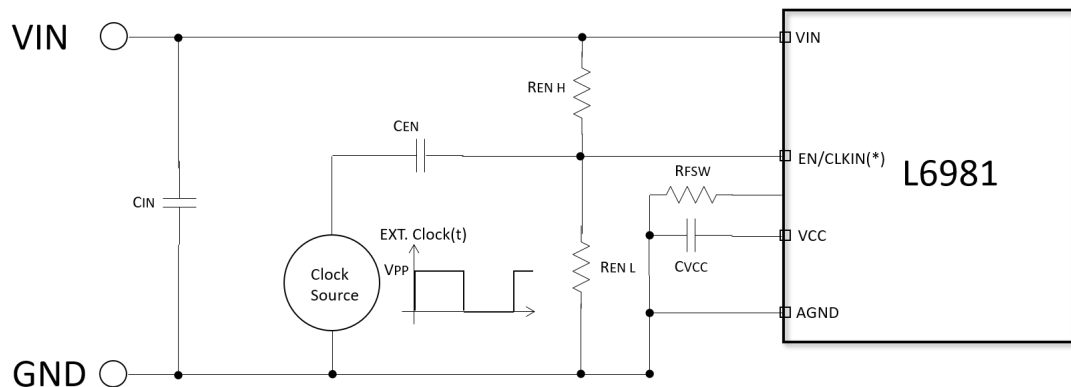 VIN
VIN
REN H
CEN
EN/CLKIN(*)
L6981
RFSW
CIN
EXT. Clock(t)
VCC
VPP
Clock
Source
REN L
CVCC
AGND
GND